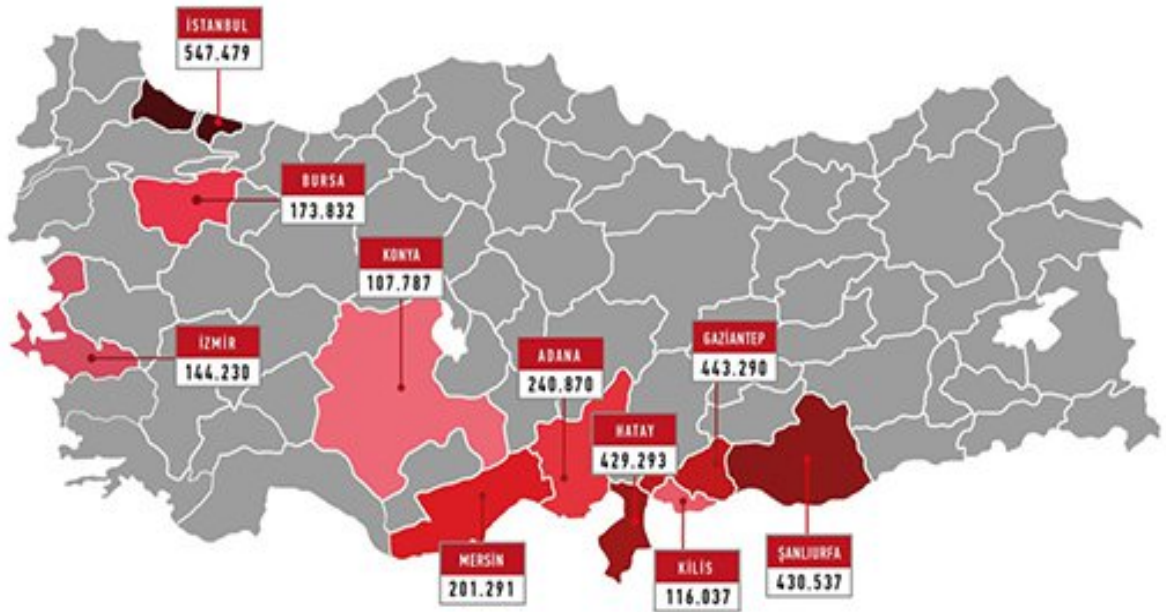 İSTANBUL
547.479
BURSA
173.832
KONYA
107.787
İZMİR
144.230
ADANA
240.870
GAZİANTEP
443.290
HATAY
429.293
MERSİN
201.291
KİLİS
116.037
ŞANLIURFA
430.537